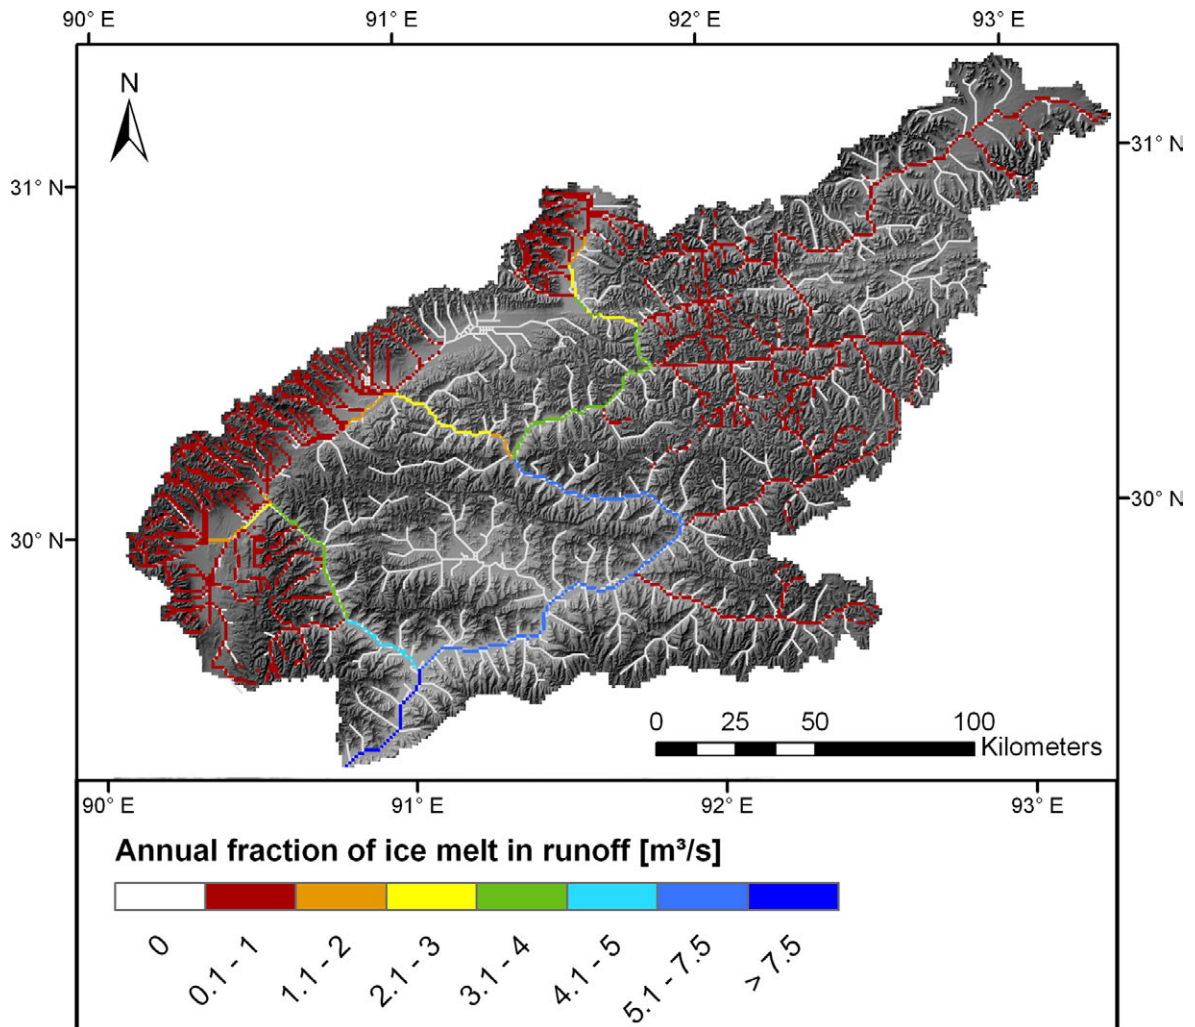 90° E 91° E 92° E 93° E
N
31° N
31° N
30° N
30° N
0 25 50 100
Kilometers
90° E 91° E 92° E 93° E
Annual fraction of ice melt in runoff [m³/s]
0 0.1 - 1 1.1 - 2 2.1 - 3 3.1 - 4 4.1 - 5 5.1 - 7.5 > 7.5